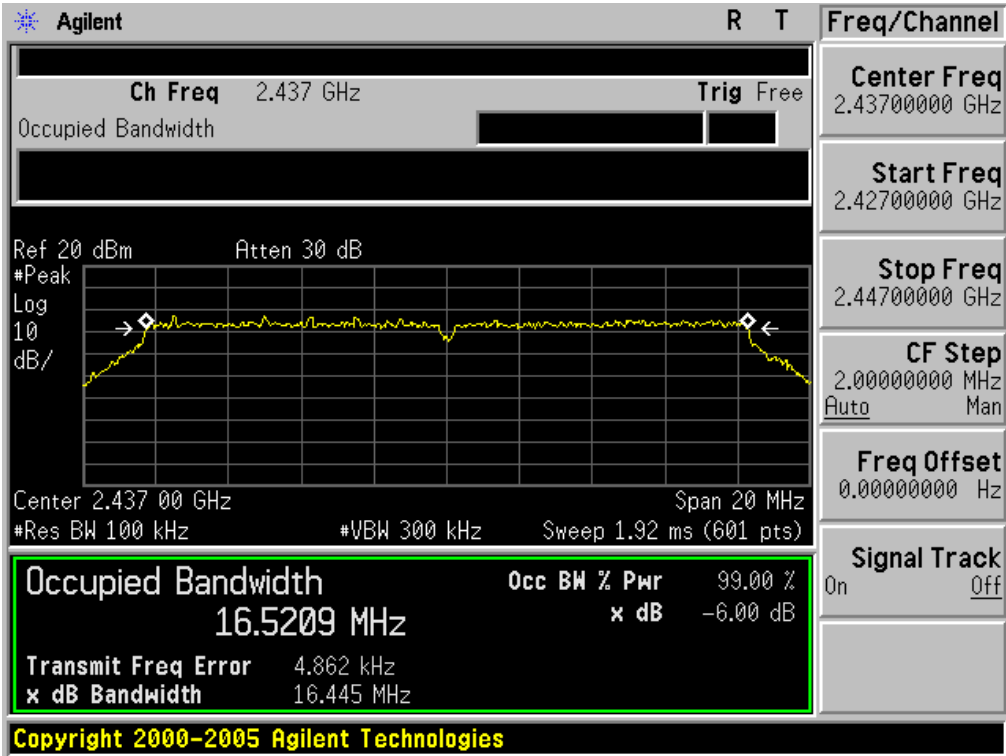 Agilent R T
Freq/Channel
Ch Freq 2.437 GHz Trig Free
Occupied Bandwidth
Center Freq
2.43700000 GHz
Start Freq
2.42700000 GHz
Stop Freq
2.44700000 GHz
CF Step
2.00000000 MHz
Auto Man
Freq Offset
0.00000000 Hz
Signal Track
On Off
Ref 20 dBm Atten 30 dB
#Peak
Log
10
dB/
Center 2.437 00 GHz Span 20 MHz
#Res BW 100 kHz #VBW 300 kHz Sweep 1.92 ms (601 pts)
Occupied Bandwidth Occ BW % Pwr 99.00 %
16.5209 MHz x dB -6.00 dB
Transmit Freq Error 4.862 kHz
x dB Bandwidth 16.445 MHz
Copyright 2000-2005 Agilent Technologies